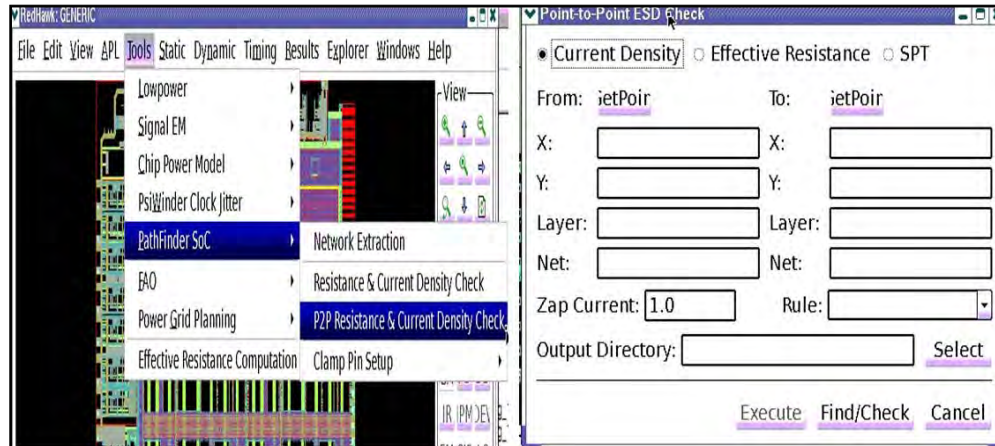 RedHawk: GENERIC
File Edit View APL Tools Static Dynamic Timing Results Explorer Windows Help
Lowpower
Signal EM
Chip Power Model
PsiWinder Clock Jitter
PathFinder SoC
FAO
Power Grid Planning
Effective Resistance Computation
Network Extraction
Resistance & Current Density Check
P2P Resistance & Current Density Check
Clamp Pin Setup
View
IR
Point-to-Point ESD Check
Current Density Effective Resistance SPT
From: GetPoir To: GetPoir
X: X:
Y: Y:
Layer: Layer:
Net: Net:
Zap Current: 1.0 Rule:
Output Directory: Select
Execute Find/Check Cancel